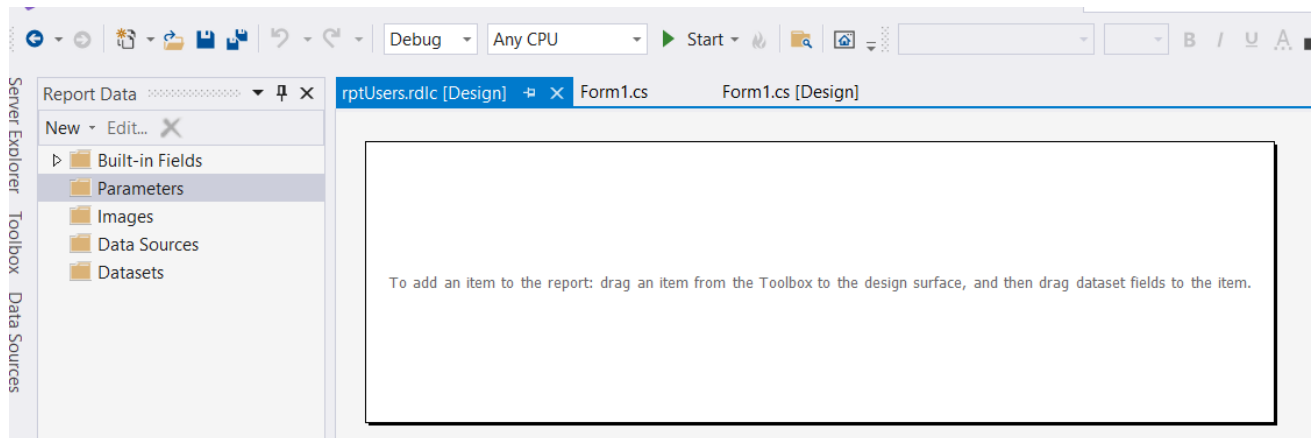 Debug
Any CPU
Start
B I U A
Server Explorer
Toolbox
Data Sources
Report Data
New
Edit...
Built-in Fields
Parameters
Images
Data Sources
Datasets
rptUsers.rdlc [Design]
Form1.cs
Form1.cs [Design]
To add an item to the report: drag an item from the Toolbox to the design surface, and then drag dataset fields to the item.